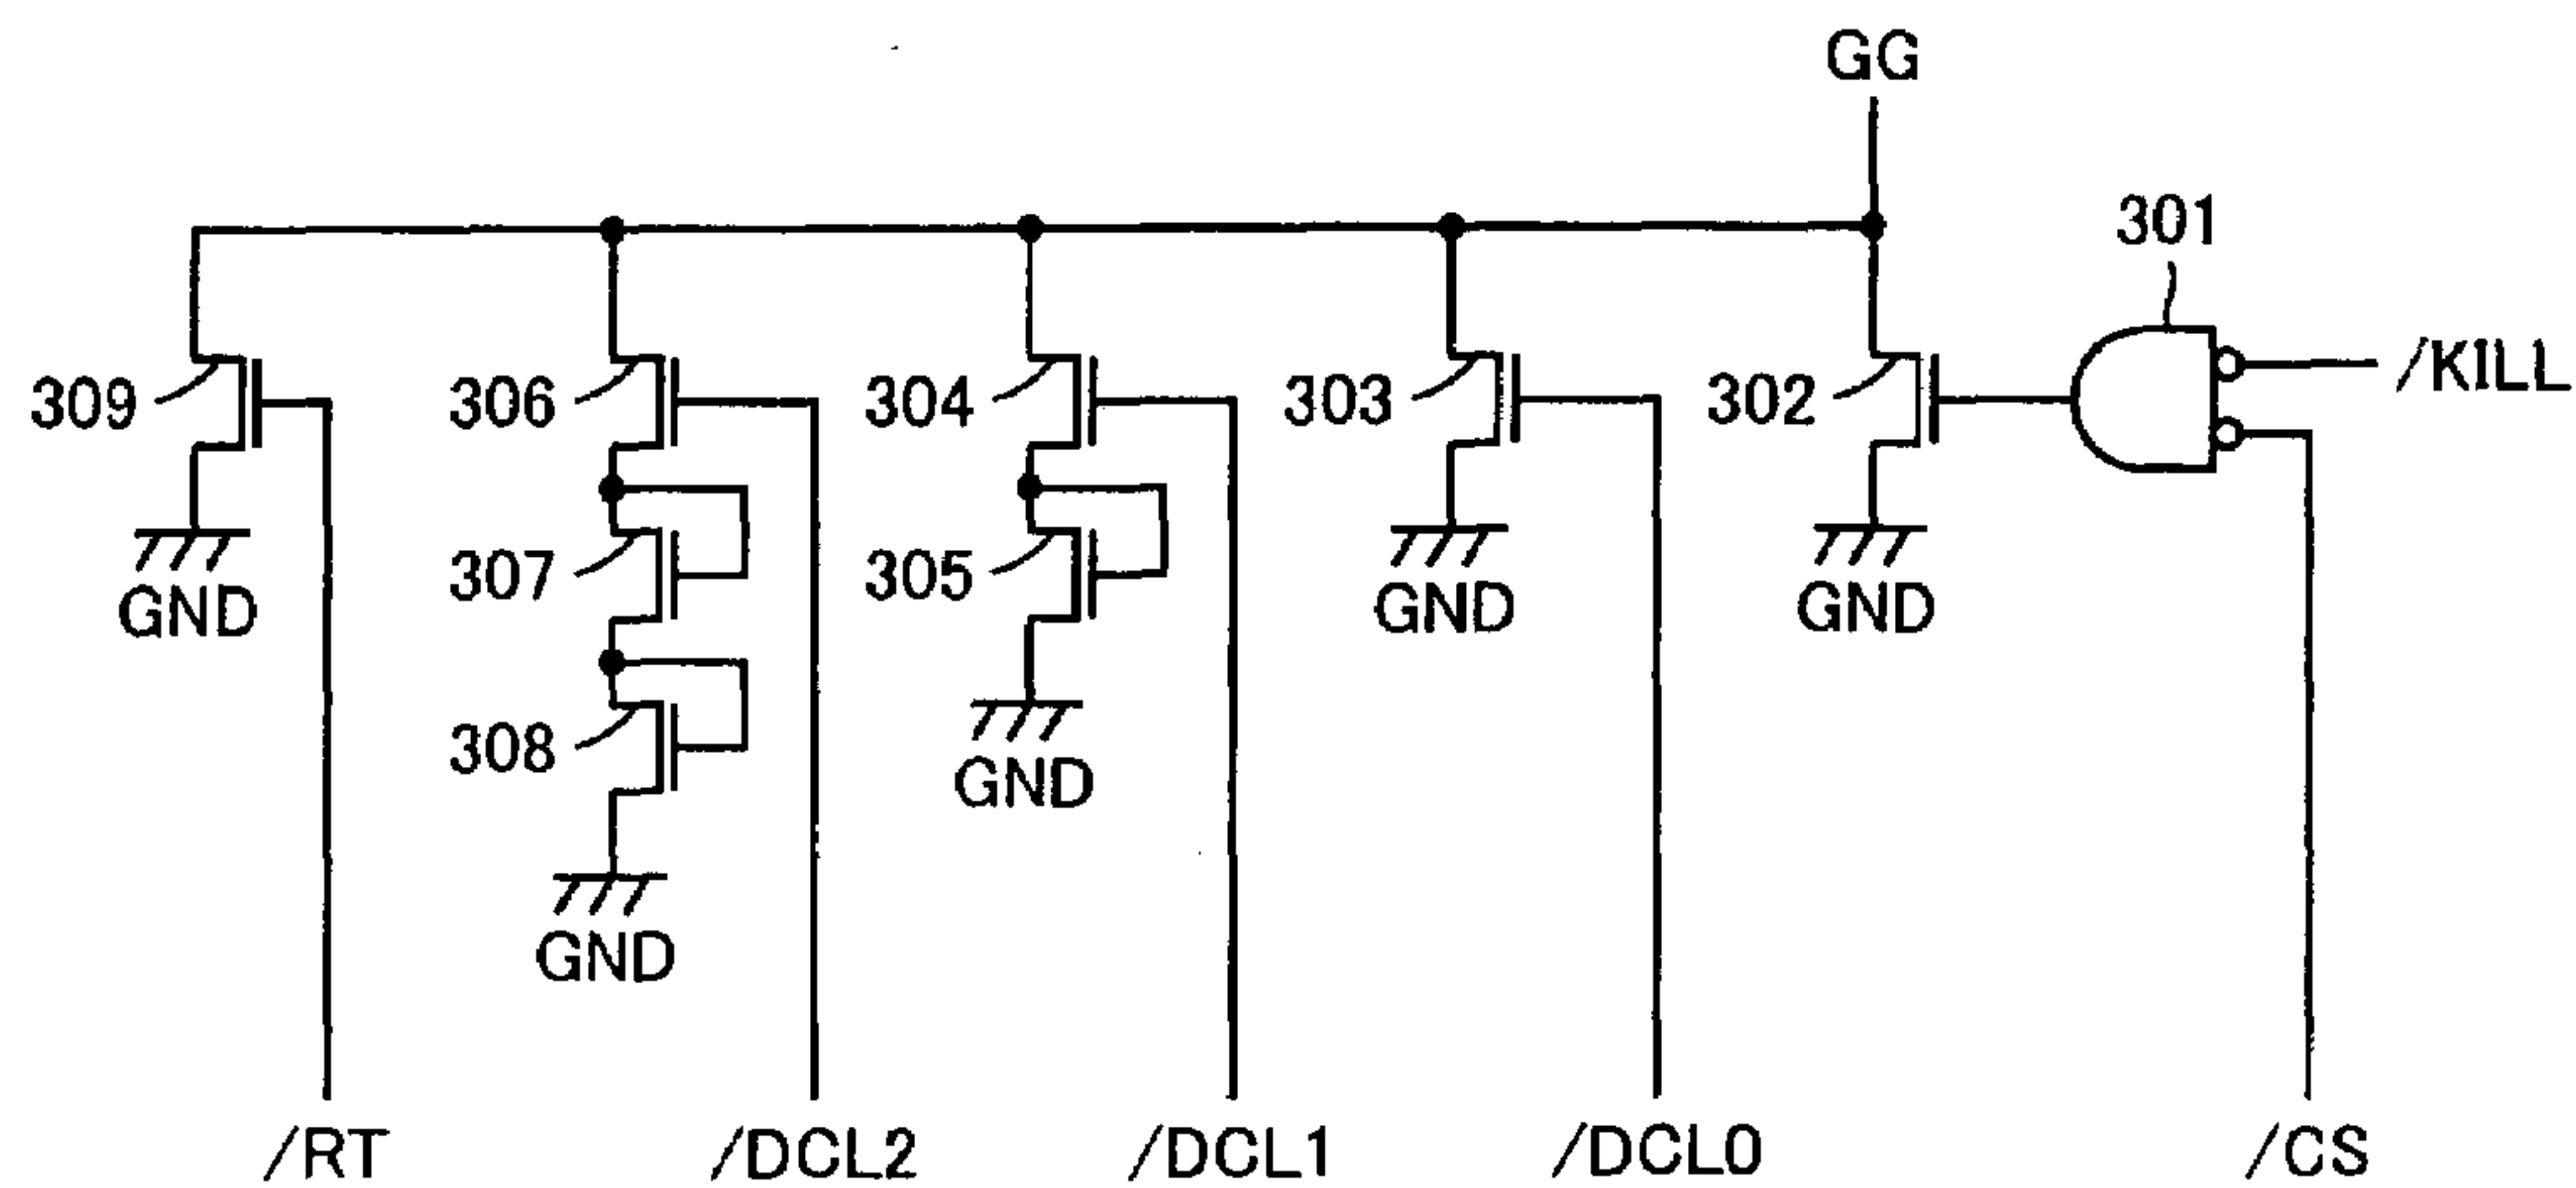 GG
301
/KILL
309
306
304
303
302
307
305
GND
GND
GND
308
GND
GND
/RT
/DCL2
/DCL1
/DCL0
/CS